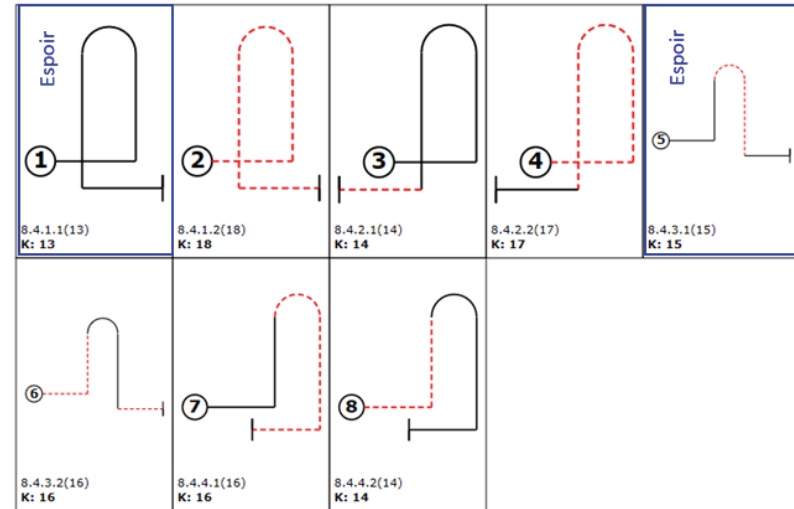 Espoir
1
8.4.1.1(13)
K: 13
2
8.4.1.2(18)
K: 18
3
8.4.2.1(14)
K: 14
4
8.4.2.2(17)
K: 17
Espoir
5
8.4.3.1(15)
K: 15
6
8.4.3.2(16)
K: 16
7
8.4.4.1(16)
K: 16
8
8.4.4.2(14)
K: 14